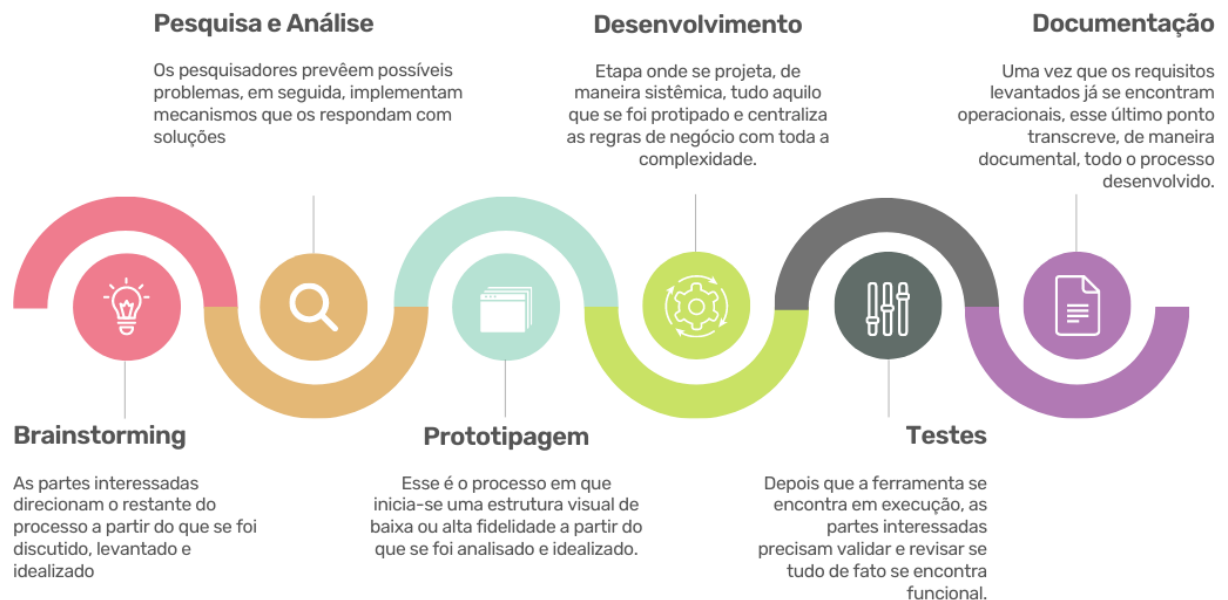 Pesquisa e Análise
Os pesquisadores prevêem possíveis
problemas, em seguida, implementam
mecanismos que os respondam com
soluções
Desenvolvimento
Etapa onde se projeta, de
maneira sistêmica, tudo aquilo
que se foi protipado e centraliza
as regras de negócio com toda a
complexidade.
Documentação
Uma vez que os requisitos
levantados já se encontram
operacionais, esse último ponto
transcreve, de maneira
documental, todo o processo
desenvolvido.
Brainstorming
As partes interessadas
direcionam o restante do
processo a partir do que se foi
discutido, levantado e
idealizado
Prototipagem
Esse é o processo em que
inicia-se uma estrutura visual de
baixa ou alta fidelidade a partir do
que se foi analisado e idealizado.
Testes
Depois que a ferramenta se
encontra em execução, as
partes interessadas
precisam validar e revisar se
tudo de fato se encontra
funcional.